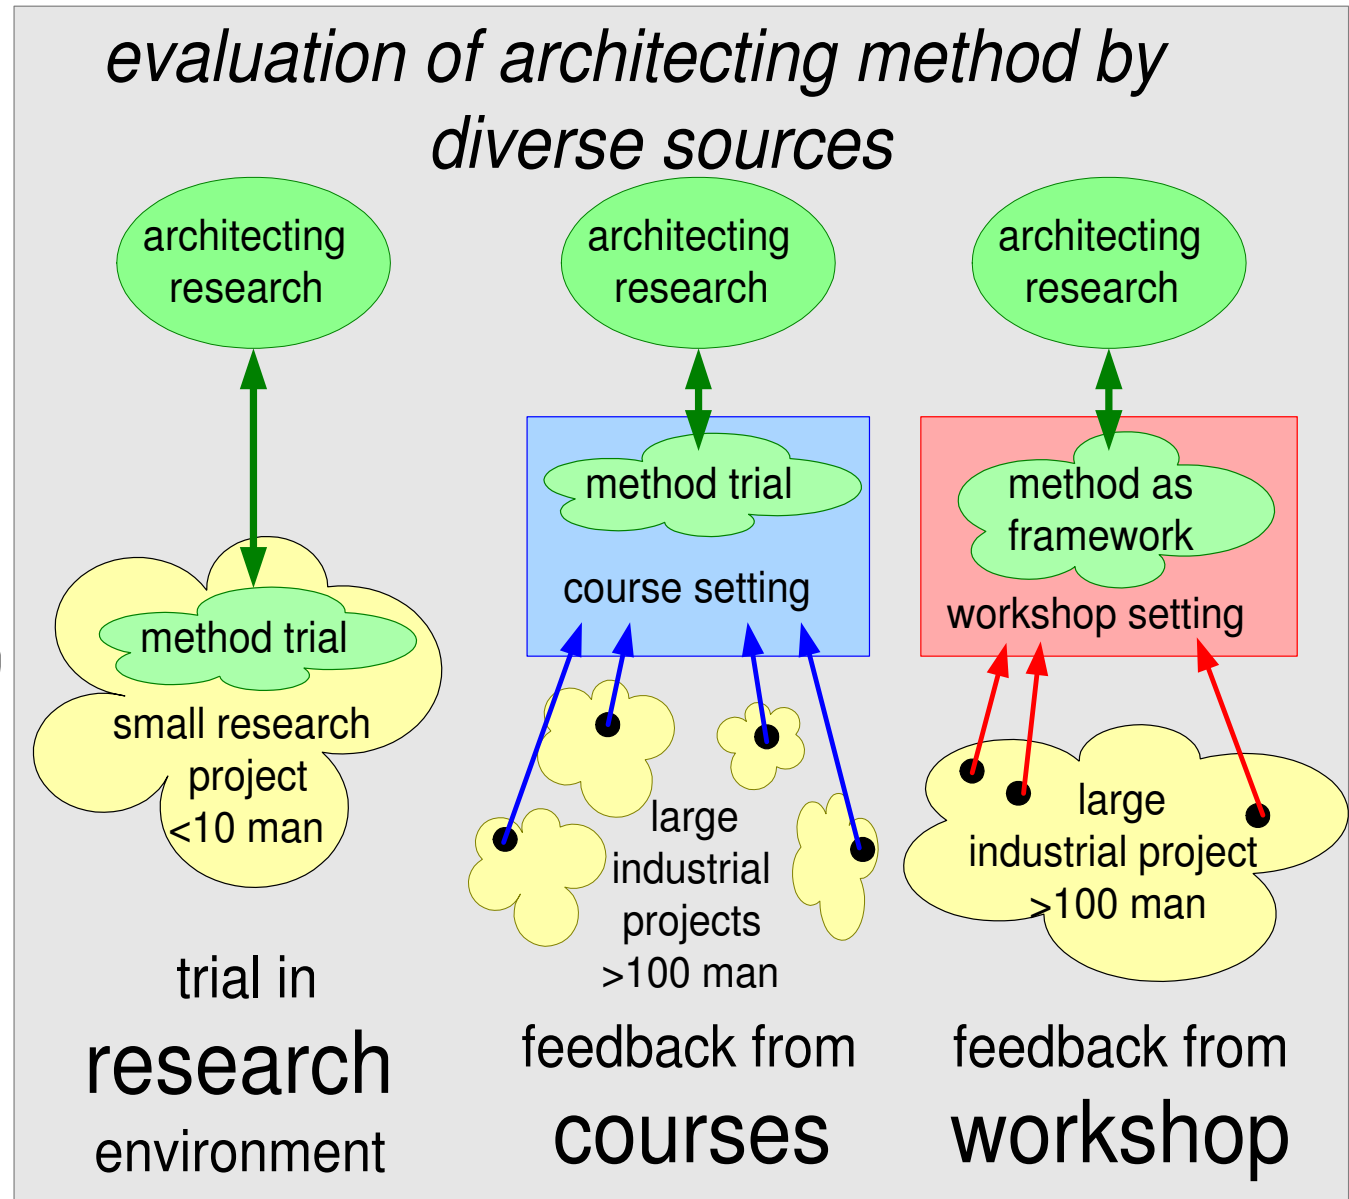 evaluation of architecting method by
diverse sources
architecting
research
method trial
small research
project
<10 man
trial in
research
environment
architecting
research
method trial
course setting
large
industrial
projects
>100 man
feedback from
courses
architecting
research
method as
framework
workshop setting
large
industrial project
>100 man
feedback from
workshop